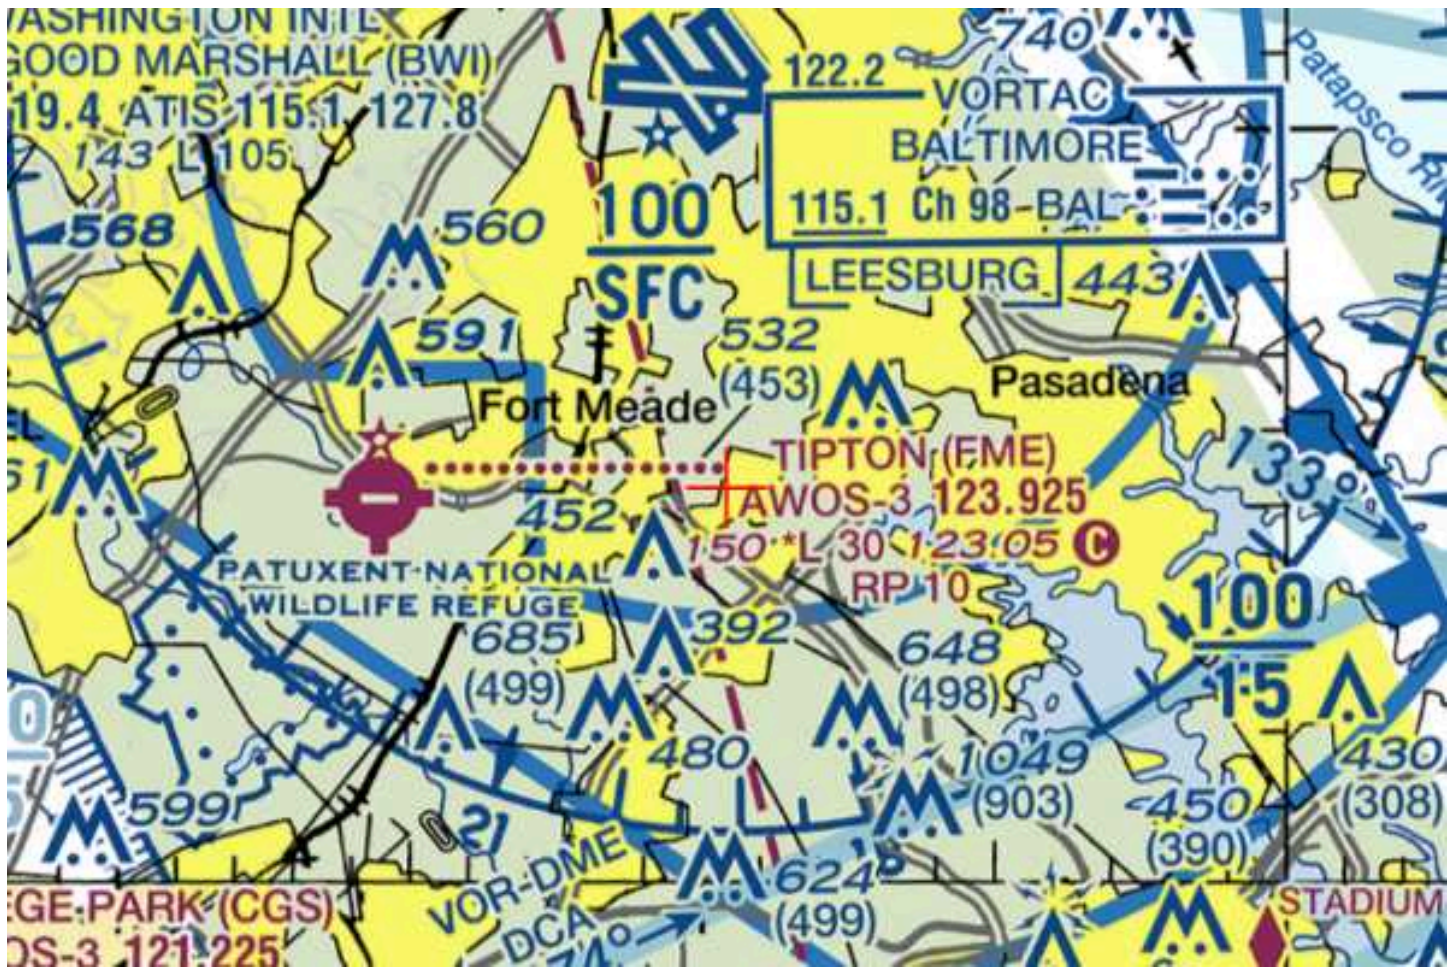 WASHINGTON INTL
GOOD MARSHALL (BWI)
19.4 ATIS 115.1 127.8
143 L 105
740
122.2
VORTAC
BALTIMORE
115.1 Ch 98 BAL
LEESBURG
Patapsco
568
560
100
SFC
443
591
532
(453)
Fort Meade
Pasadena
EL
61
TIPTON (FME)
AWOS-3 123.925
150 *L 30 123.05 C
RP 10
133°
452
PATUXENT NATIONAL
WILDLIFE REFUGE
392
685
(499)
648
(498)
100
15
0
480
1049
(903)
430
(308)
450
(390)
599
21
VOR-DME
DCA
624
(499)
EGE PARK (CGS)
OS-3 121.225
STADIUM